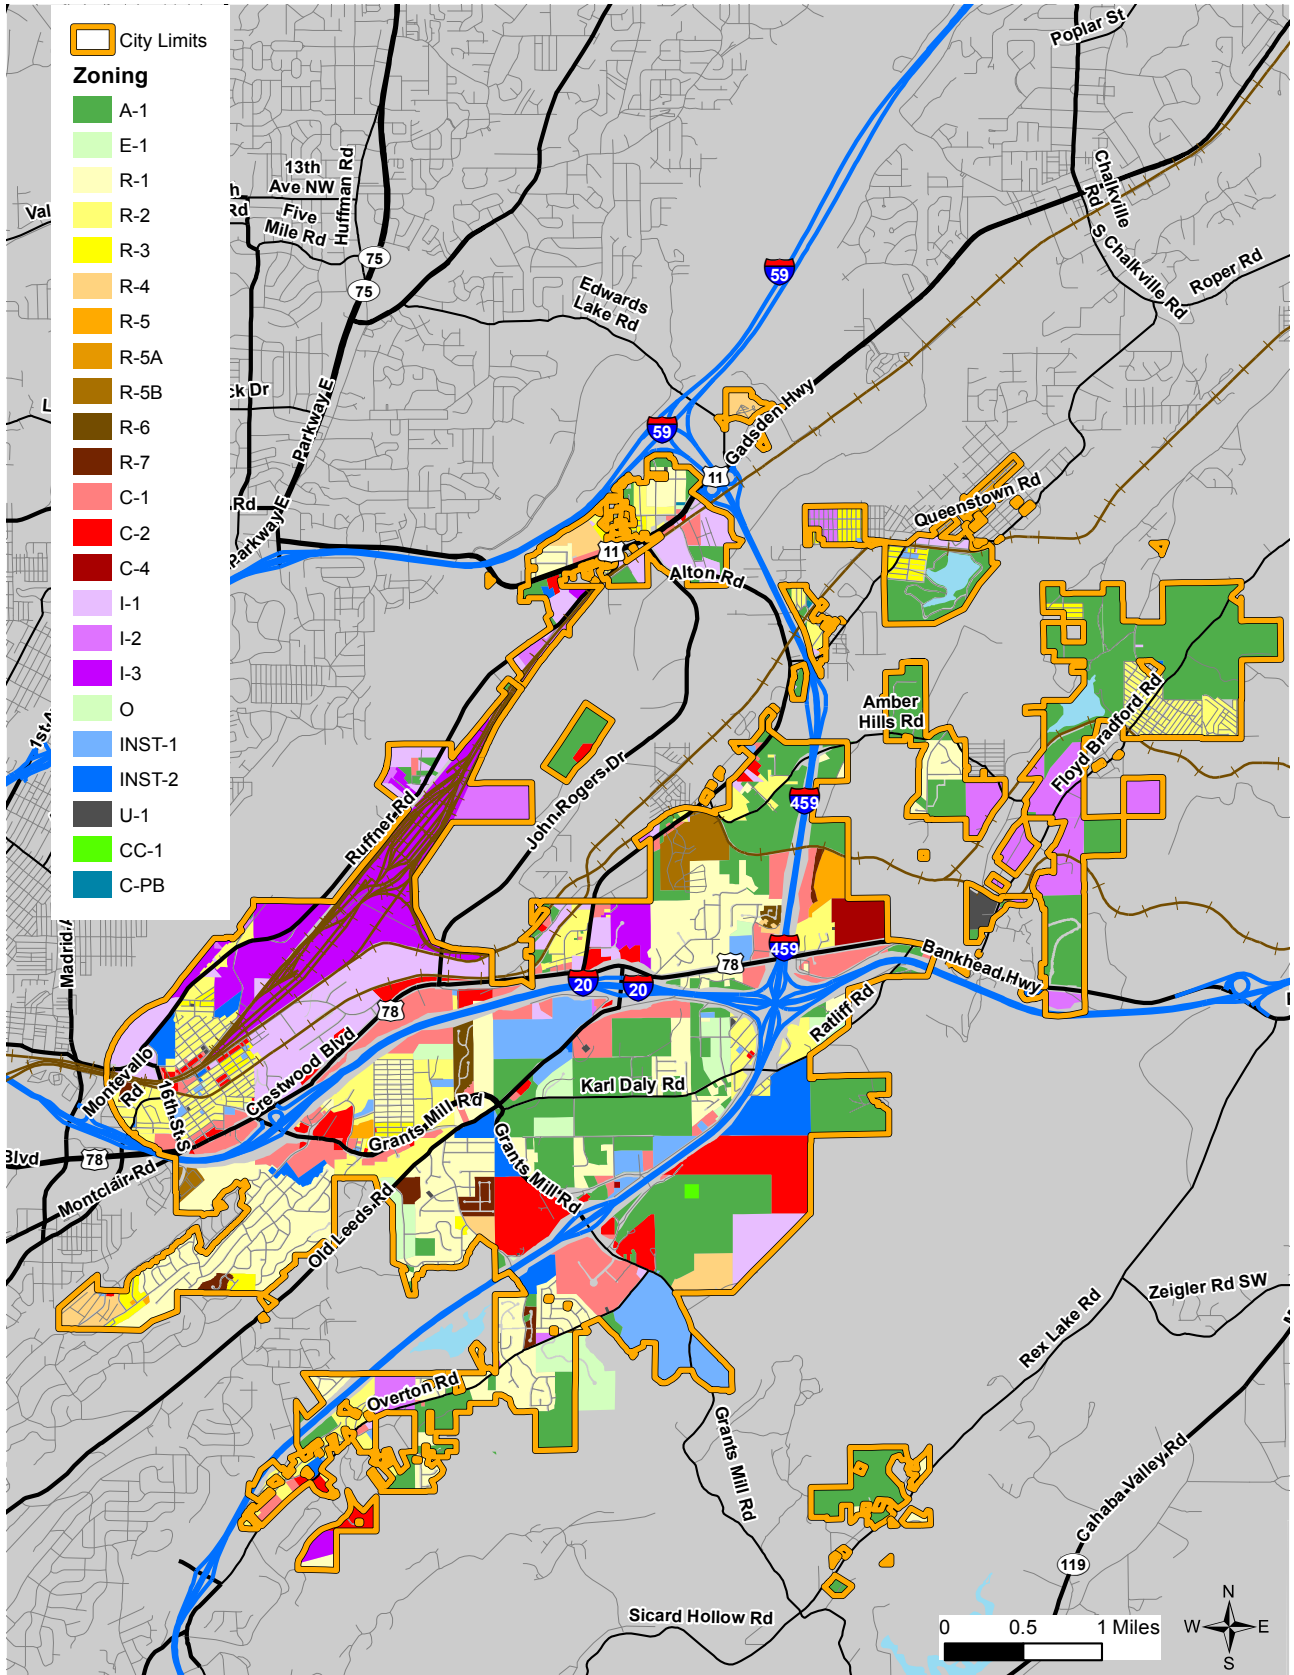 City Limits
Zoning
A-1
E-1
R-1
R-2
R-3
R-4
R-5
R-5A
R-5B
R-6
R-7
C-1
C-2
C-4
I-1
I-2
I-3
O
INST-1
INST-2
U-1
CC-1
C-PB
Poplar St
Chalkville
Rd
S Chalkville Rd
Roper Rd
13th
Ave NW
Huffman Rd
Five
Mile Rd
Rd
75
75
59
Edwards
Lake Rd
ck Dr
Parkway E
Gadsden Hwy
59
11
Rd
Parkway E
Queenstown Rd
11
Alton Rd
Amber
Hills Rd
Floyd Bradford Rd
John Rogers Dr
Ruffner Rd
459
459
78
20
20
Bankhead Hwy
78
Ratliff Rd
Crestwood Blvd
Karl Daly Rd
Montevallo
Rd
16th St S
Grants Mill Rd
Grants Mill Rd
Blvd
78
Montclair Rd
Old Leeds Rd
Zeigler Rd SW
Rex Lake Rd
Overton Rd
Grants Mill Rd
Cahaba Valley Rd
119
Sicard Hollow Rd
0 0.5 1 Miles
N
W E
S